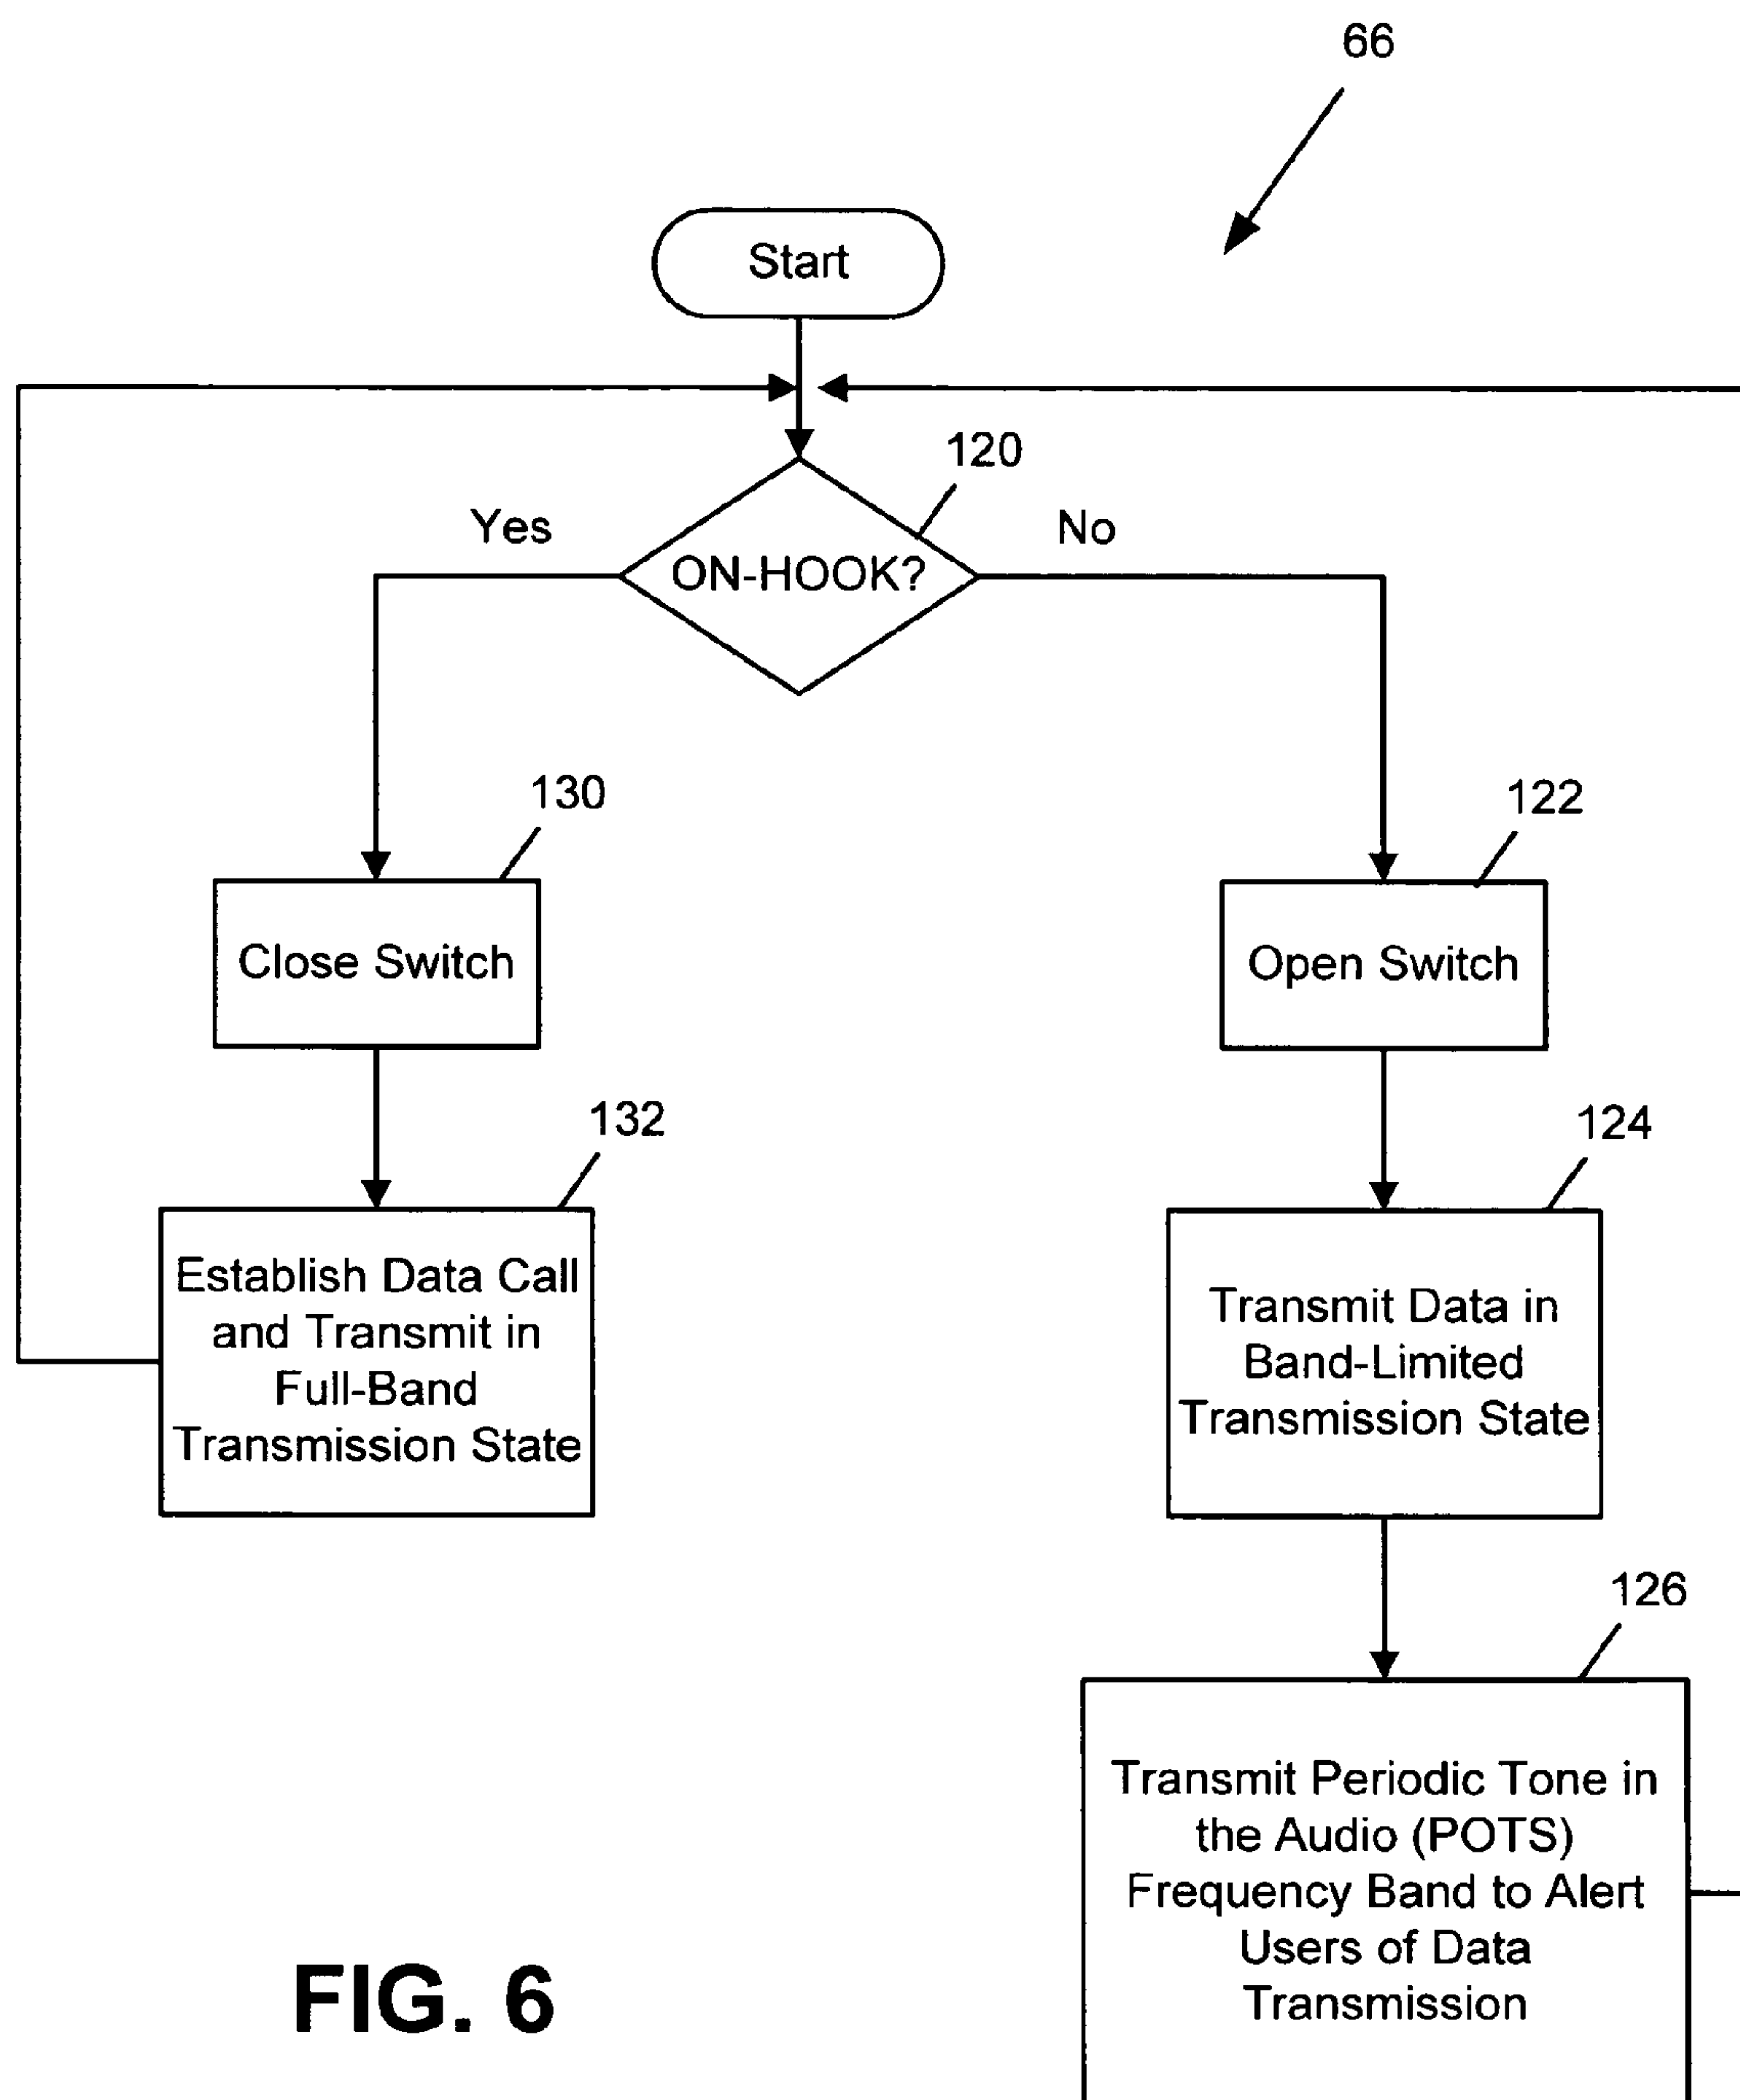 66
Start
120
Yes
No
ON-HOOK?
130
122
Close Switch
Open Switch
132
124
Establish Data Call
and Transmit in
Full-Band
Transmission State
Transmit Data in
Band-Limited
Transmission State
126
Transmit Periodic Tone in
the Audio (POTS)
Frequency Band to Alert
Users of Data
Transmission
FIG. 6